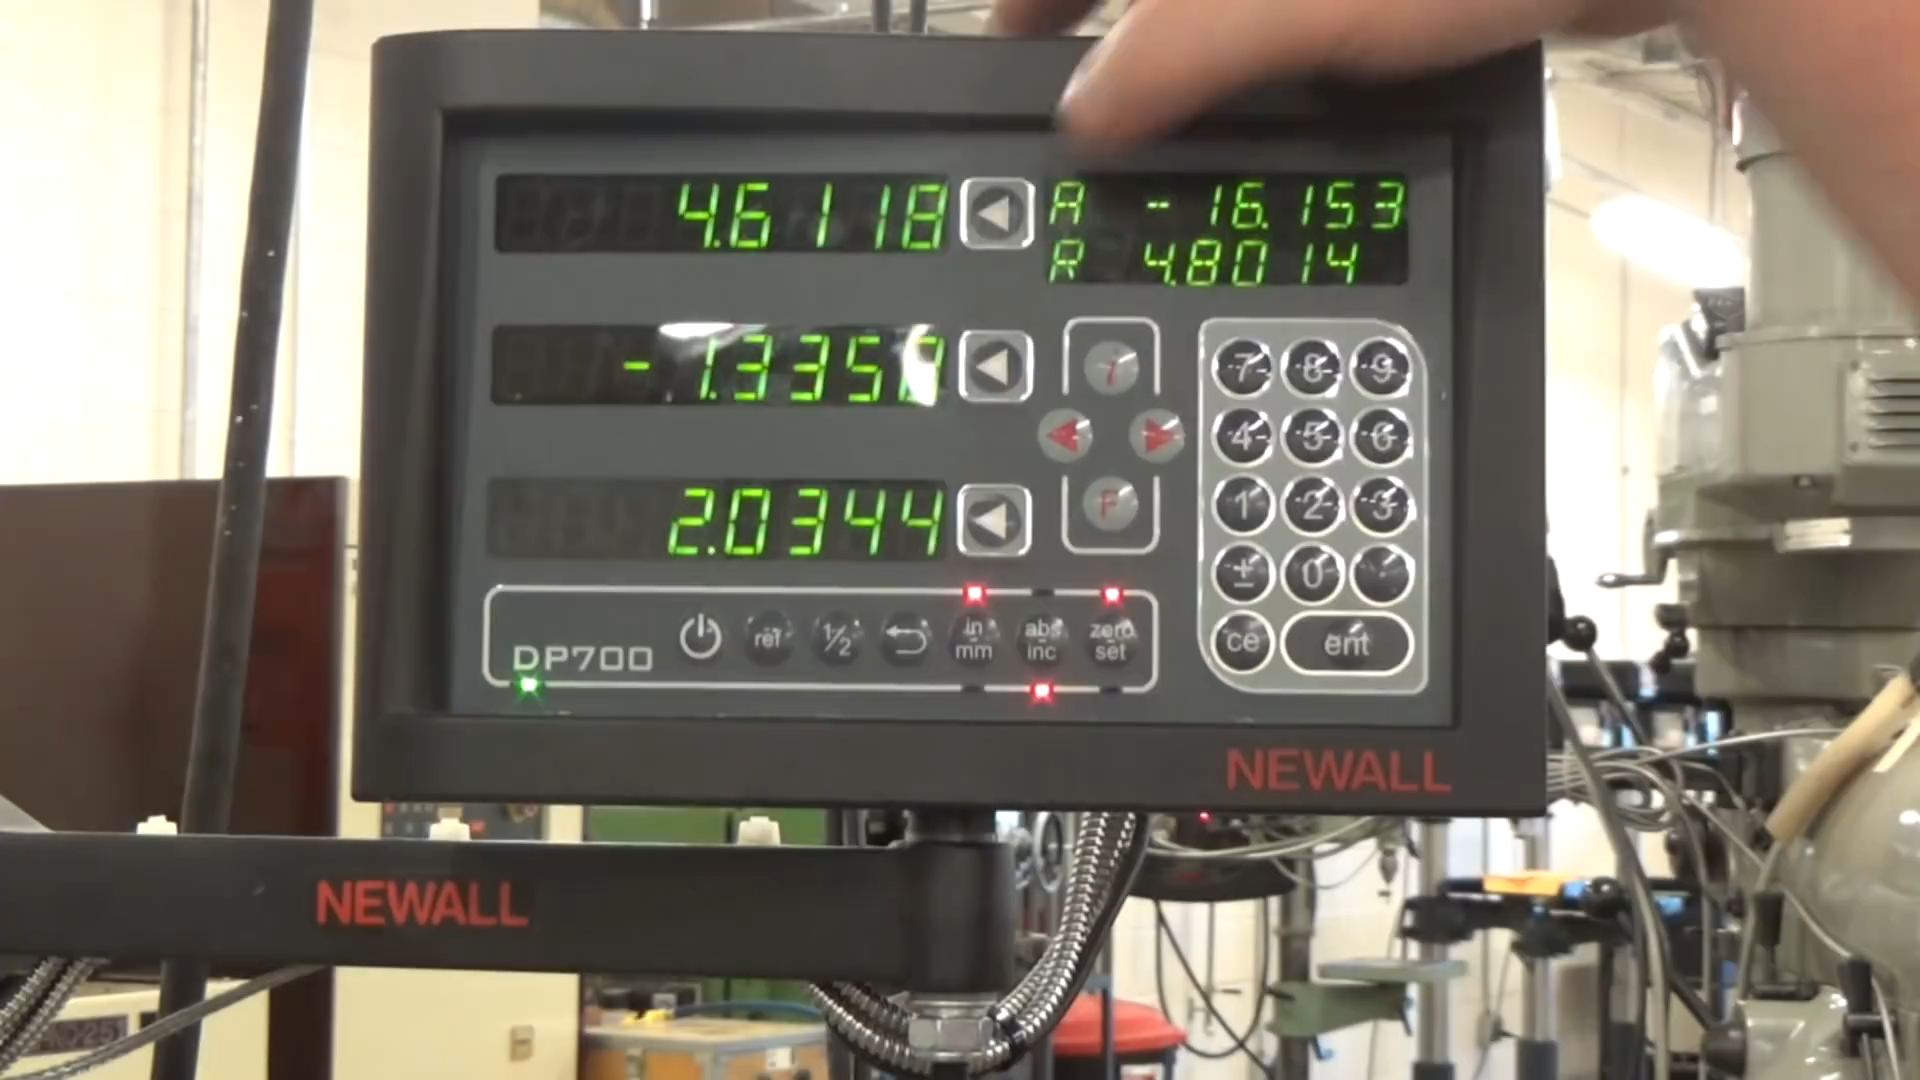 4.6118
A -16.153
R 4.8014
-1.335
2.0344
i
F
7 8 9
4 5 6
1 2 3
± 0 .
ce ent
DP700
ref
1/2
in
mm
abs
inc
zero
set
NEWALL
NEWALL